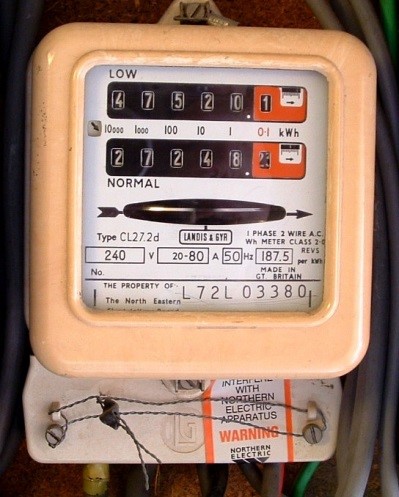 LOW
4 7 5 2 0 1
10000 1000 100 10 1 0·1 kWh
2 7 2 4 8
NORMAL
Type CL27.2d LANDIS & GYR 1 PHASE 2 WIRE A.C.
Wh METER CLASS 2·0
240 V 20-80 A 50 Hz 187.5 REVS per kWh
No. MADE IN
GT BRITAIN
THE PROPERTY OF L72L 03380
The North Eastern
INTERFERE
WITH
NORTHERN
ELECTRIC
APPARATUS
WARNING
NORTHERN
ELECTRIC
LG